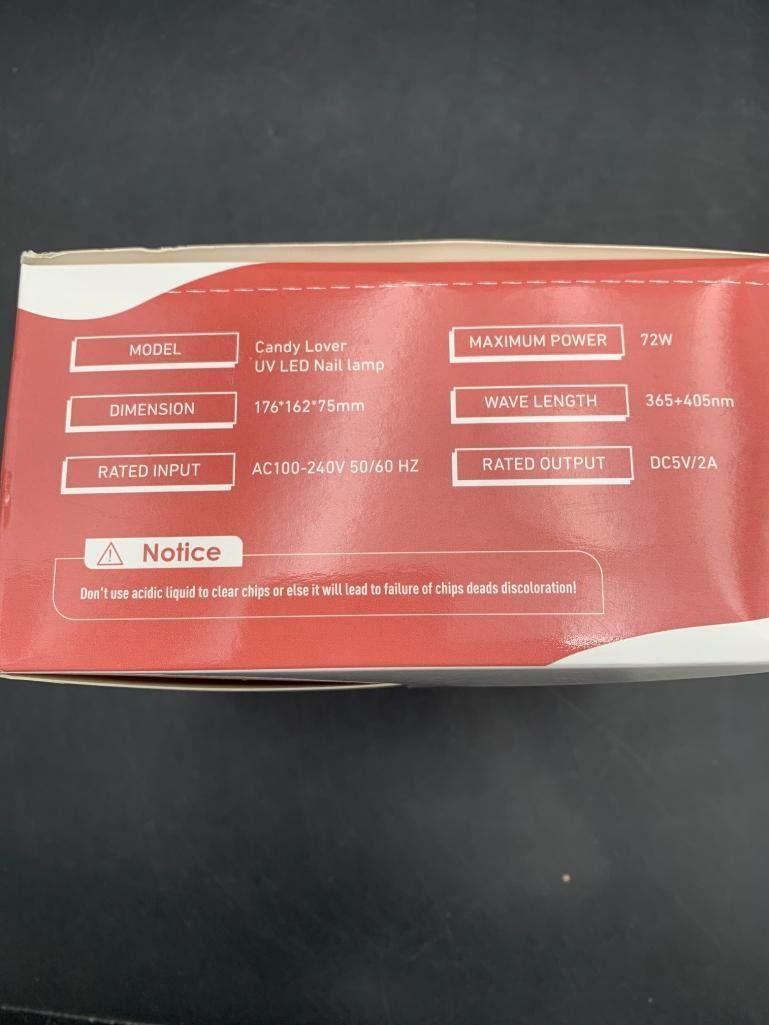 MODEL
Candy Lover
UV LED Nail lamp
MAXIMUM POWER
72W
DIMENSION
176*162*75mm
WAVE LENGTH
365+405nm
RATED INPUT
AC100-240V 50/60 HZ
RATED OUTPUT
DC5V/2A
Notice
Don't use acidic liquid to clear chips or else it will lead to failure of chips deads discoloration!